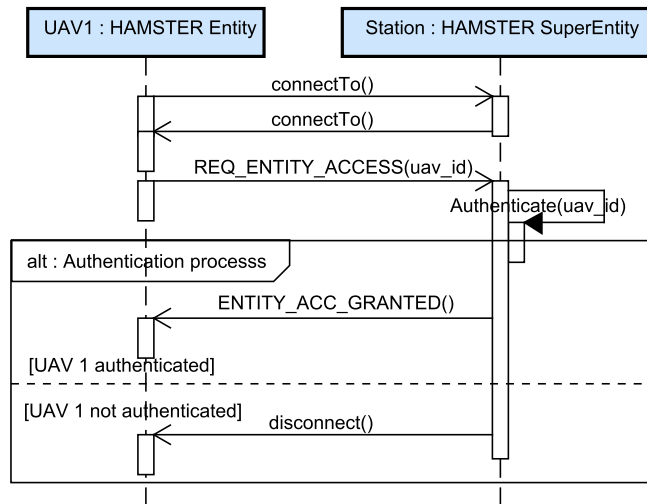 UAV1 : HAMSTER Entity
Station : HAMSTER SuperEntity
connectTo()
connectTo()
REQ_ENTITY_ACCESS(uav_id)
Authenticate(uav_id)
alt : Authentication processs
ENTITY_ACC_GRANTED()
[UAV 1 authenticated]
[UAV 1 not authenticated]
disconnect()